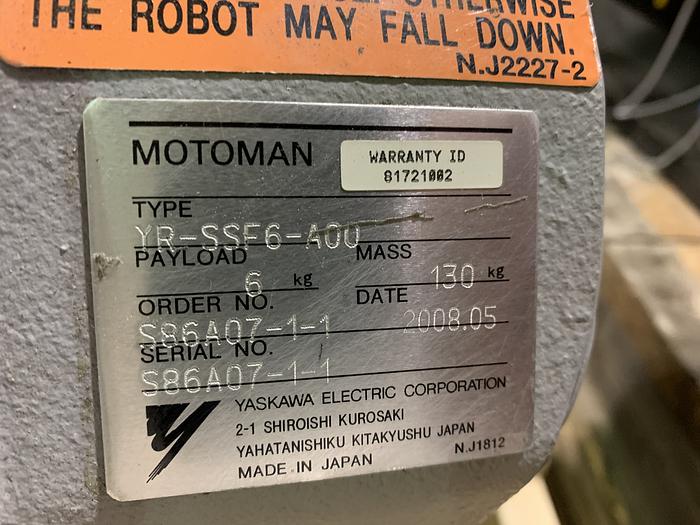 OTHERWISE
THE ROBOT MAY FALL DOWN.
N.J2227-2
MOTOMAN
WARRANTY ID
81721002
TYPE
YR-SSF6-A00
PAYLOAD 6 kg MASS 130 kg
ORDER NO. DATE
S86A07-1-1 2008.05
SERIAL NO.
S86A07-1-1
YASKAWA ELECTRIC CORPORATION
2-1 SHIROISHI KUROSAKI
YAHATANISHIKU KITAKYUSHU JAPAN
MADE IN JAPAN N.J1812